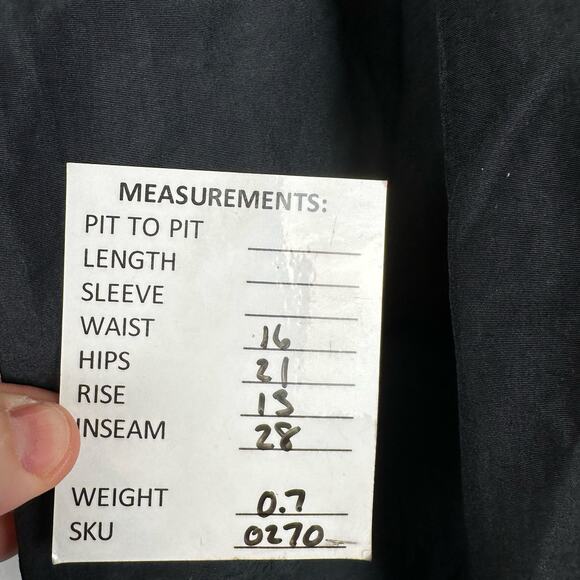 MEASUREMENTS:
PIT TO PIT
LENGTH
SLEEVE
WAIST 16
HIPS 21
RISE 13
INSEAM 28
WEIGHT 0.7
SKU 0270